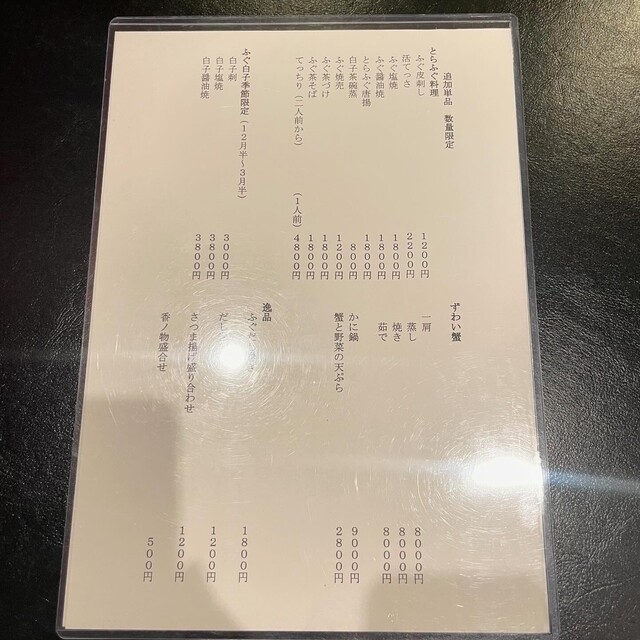 追加単品 数量限定
とらふぐ料理
ふぐ皮刺し 1200円
活てっさ 2200円
ふぐ塩焼 1800円
ふぐ醤油焼 1800円
とらふぐ唐揚 1800円
白子茶碗蒸 800円
ふぐ焼売 1200円
ふぐ茶づけ 1800円
ふぐ茶そば 1800円
てっちり(二人前から) (1人前) 4800円
ふぐ白子季節限定(12月半~3月半)
白子刺 3000円
白子塩焼 3800円
白子醤油焼 3800円
ずわい蟹
一肩
蒸し 8000円
焼き 8000円
茹で 8000円
かに鍋 9000円
蟹と野菜の天ぷら 2800円
逸品
1800円
1200円
さつま揚げ盛り合わせ 1200円
香ノ物盛合せ 500円